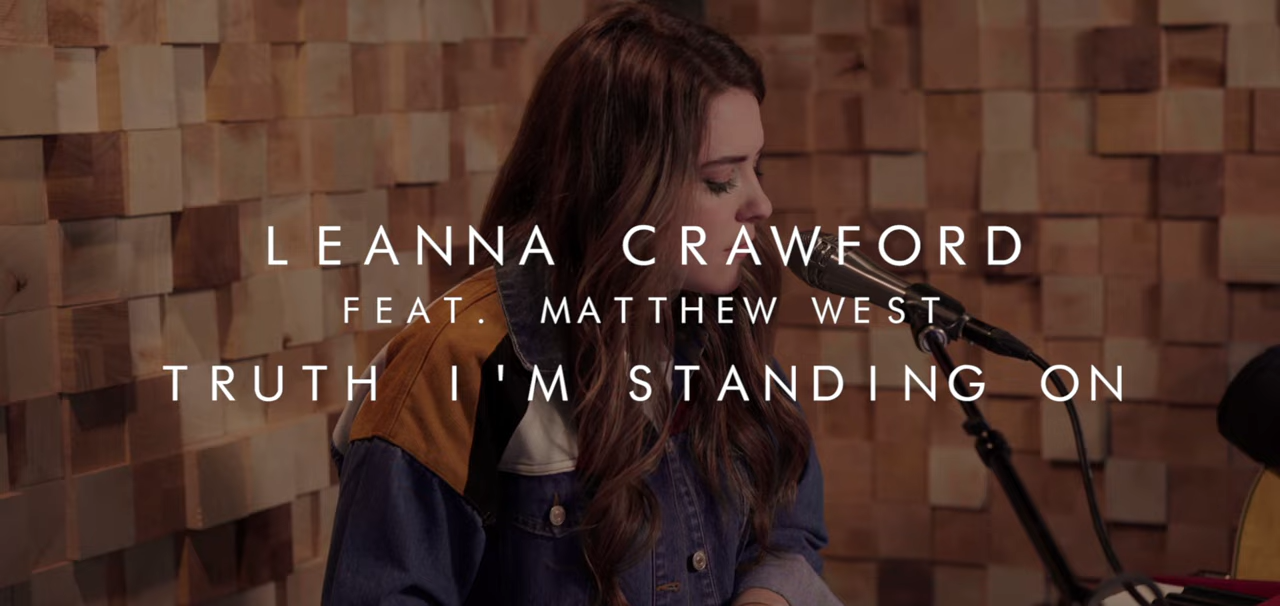 LEANNA CRAWFORD
FEAT. MATTHEW WEST
TRUTH I'M STANDING ON